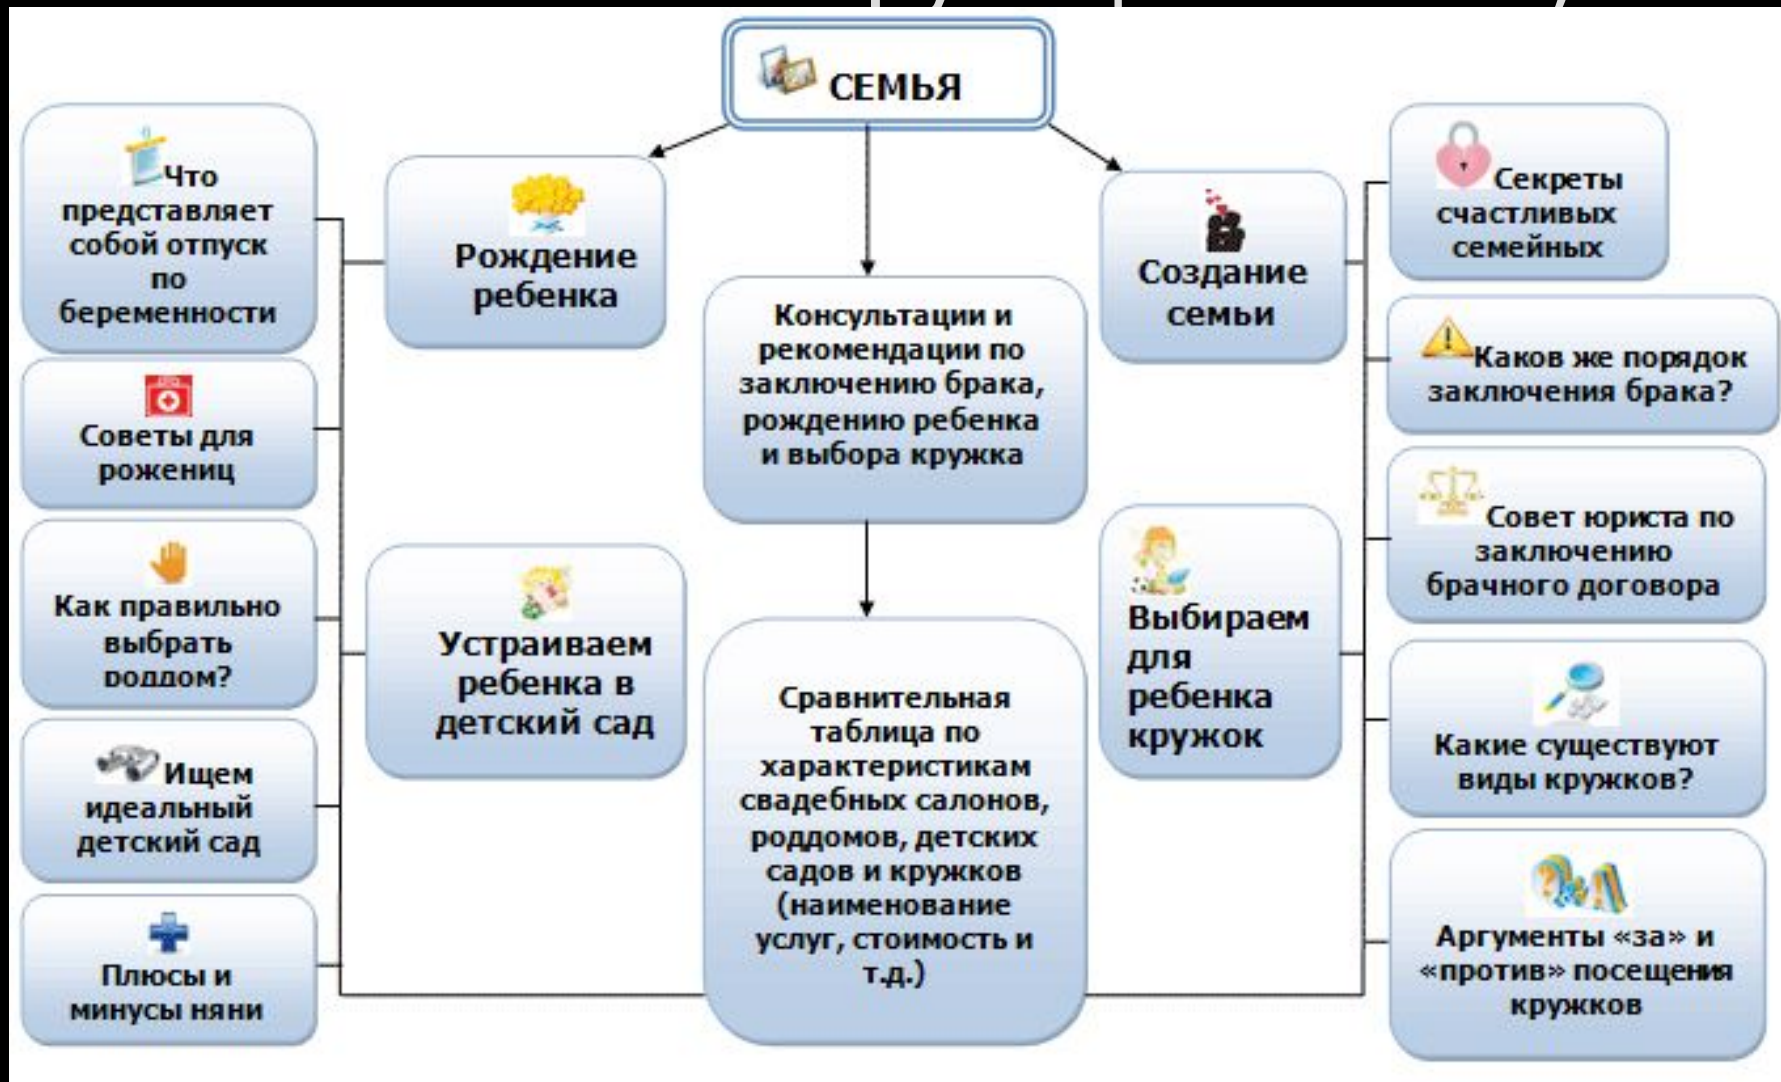 СЕМЬЯ
Что
представляет
собой отпуск
по
беременности
Советы для
рожениц
Как правильно
выбрать
роддом?
Ищем
идеальный
детский сад
Плюсы и
минусы няни
Рождение
ребенка
Устраиваем
ребенка в
детский сад
Консультации и
рекомендации по
заключению брака,
рождению ребенка
и выбора кружка
Сравнительная
таблица по
характеристикам
свадебных салонов,
роддомов, детских
садов и кружков
(наименование
услуг, стоимость и
т.д.)
Создание
семьи
Выбираем
для
ребенка
кружок
Секреты
счастливых
семейных
Каков же порядок
заключения брака?
Совет юриста по
заключению
брачного договора
Какие существуют
виды кружков?
Аргументы «за» и
«против» посещения
кружков